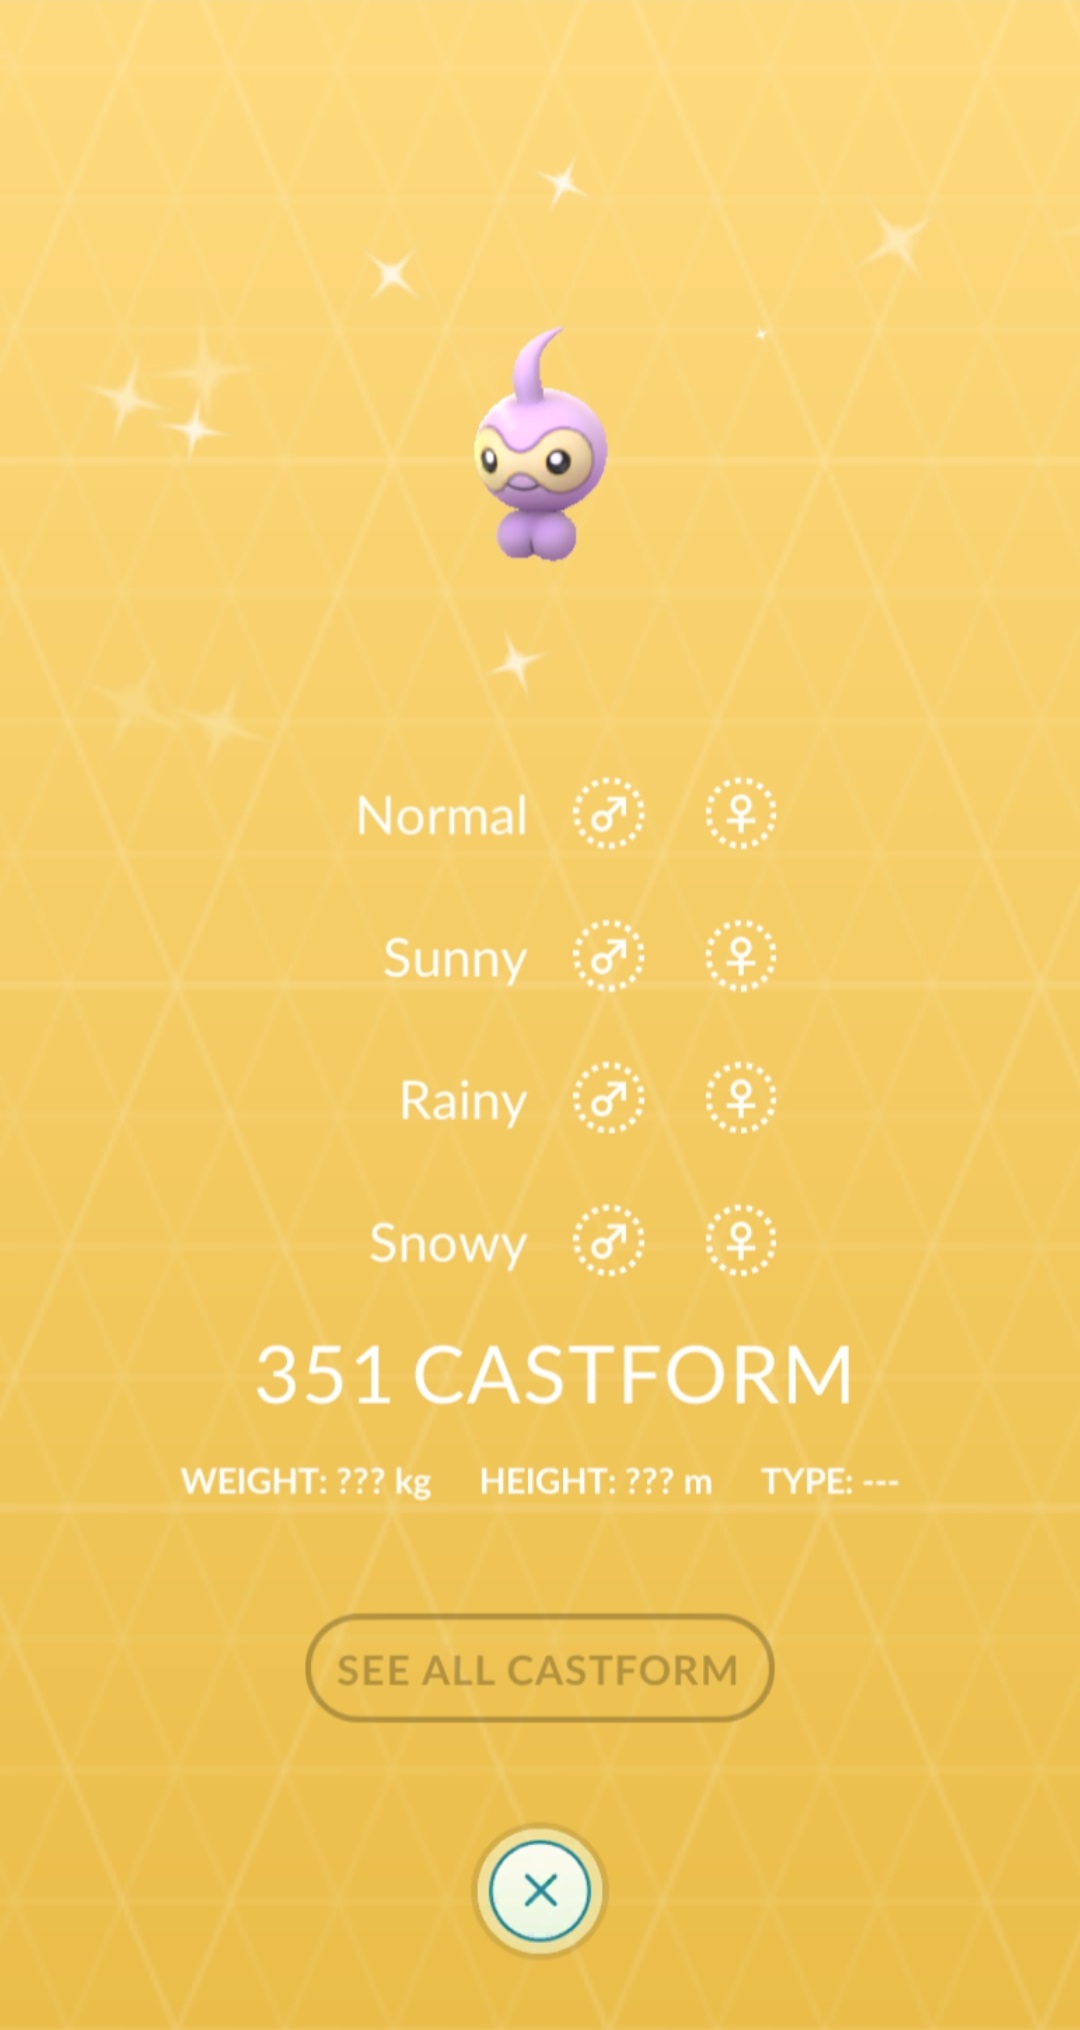 Normal ♂ ♀
Sunny ♂ ♀
Rainy ♂ ♀
Snowy ♂ ♀
351 CASTFORM
WEIGHT: ??? kg HEIGHT: ??? m TYPE: ---
SEE ALL CASTFORM